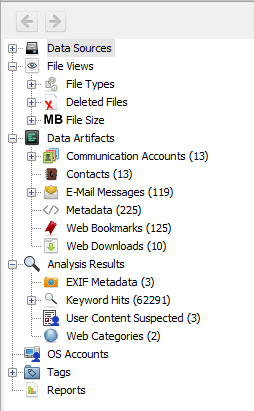 Data Sources
File Views
File Types
Deleted Files
MB File Size
Data Artifacts
Communication Accounts (13)
Contacts (13)
E-Mail Messages (119)
Metadata (225)
Web Bookmarks (125)
Web Downloads (10)
Analysis Results
EXIF Metadata (3)
Keyword Hits (62291)
User Content Suspected (3)
Web Categories (2)
OS Accounts
Tags
Reports